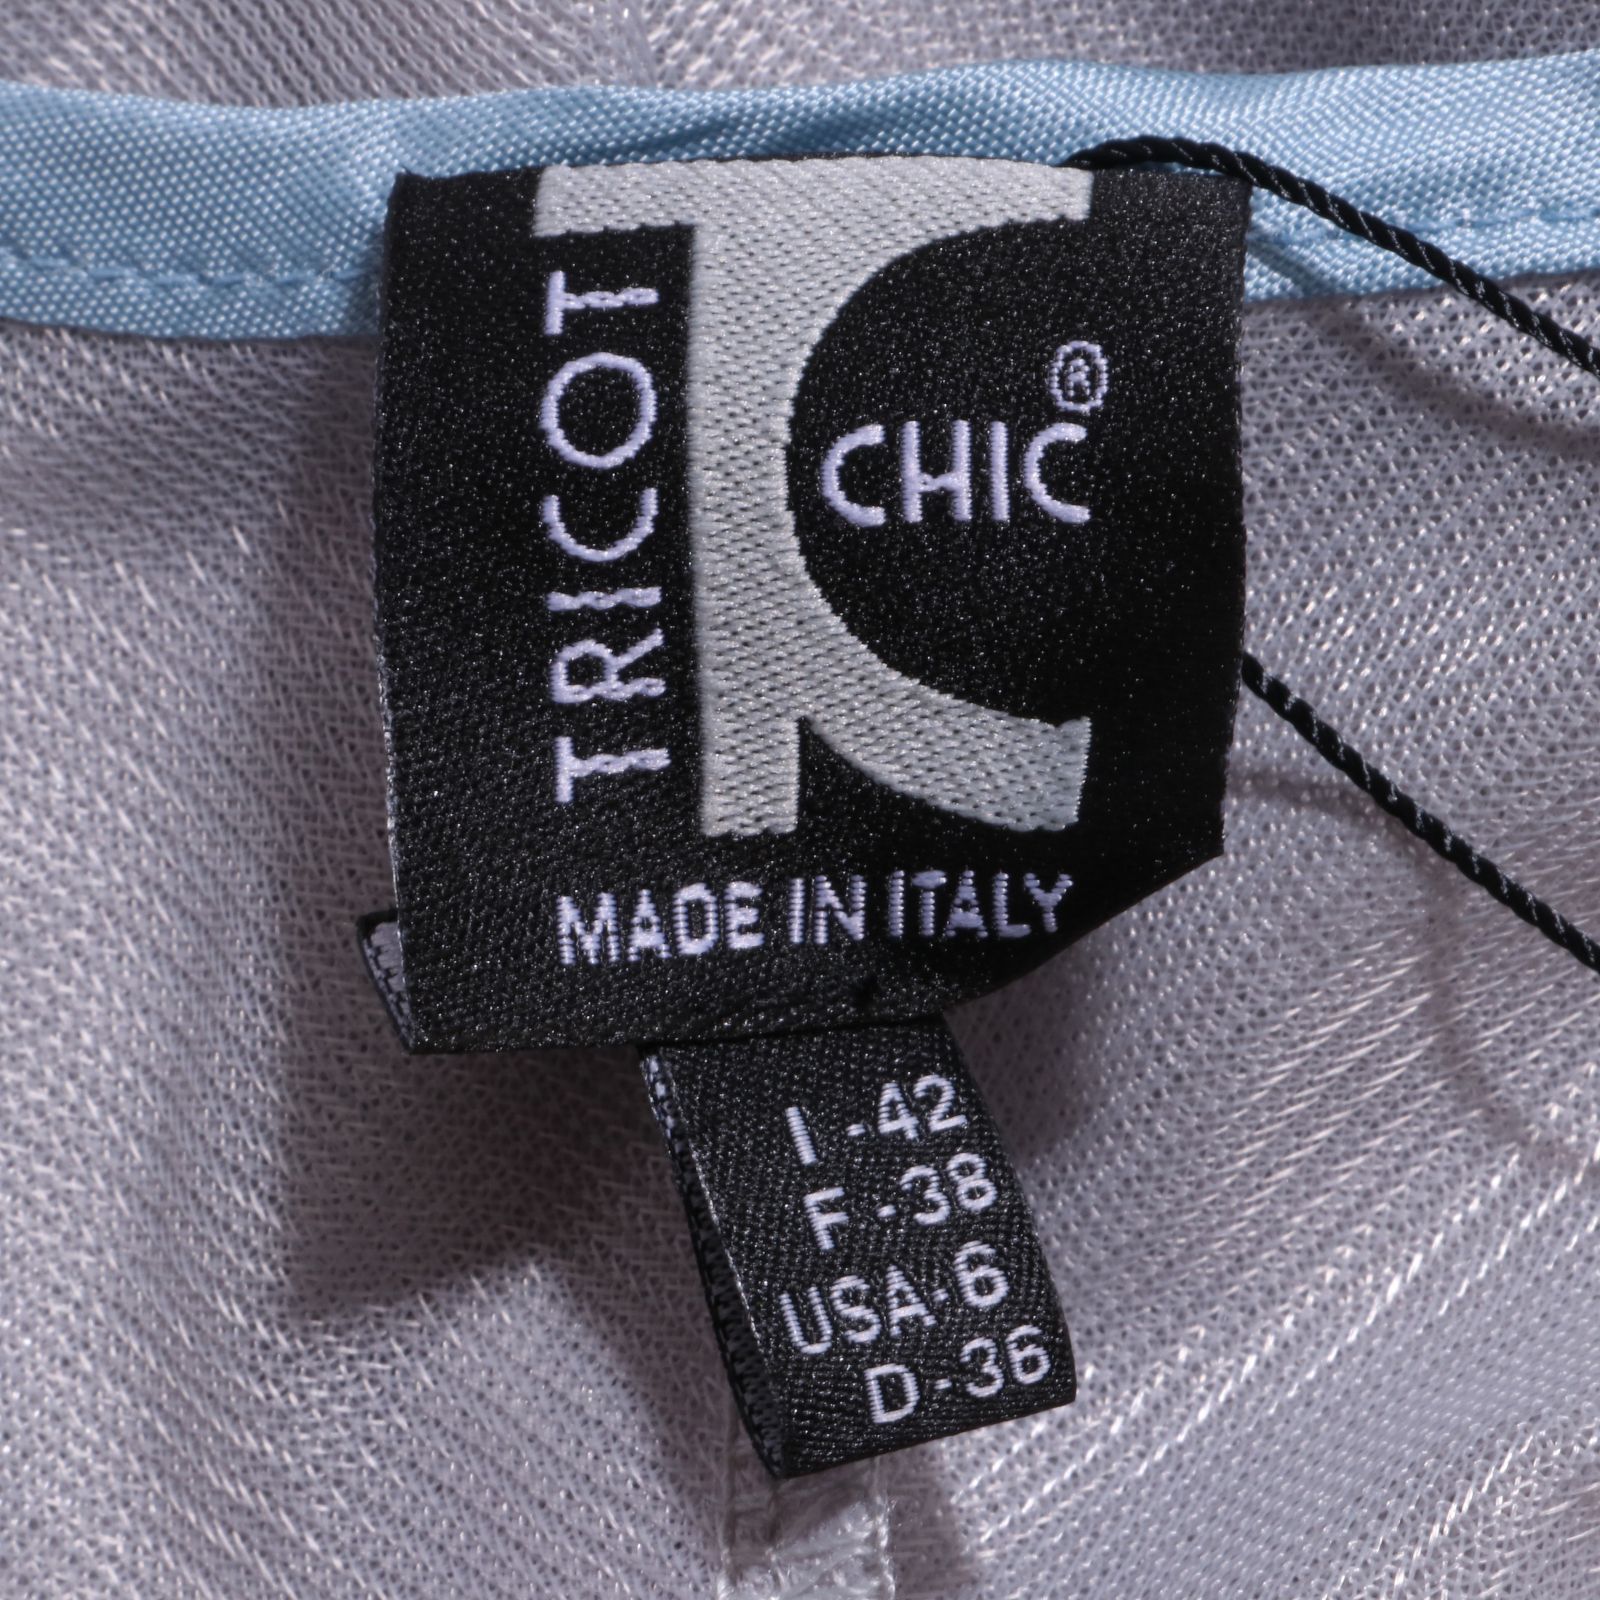 TRICOT
CHIC®
MADE IN ITALY
I - 42
F - 38
USA - 6
D - 36